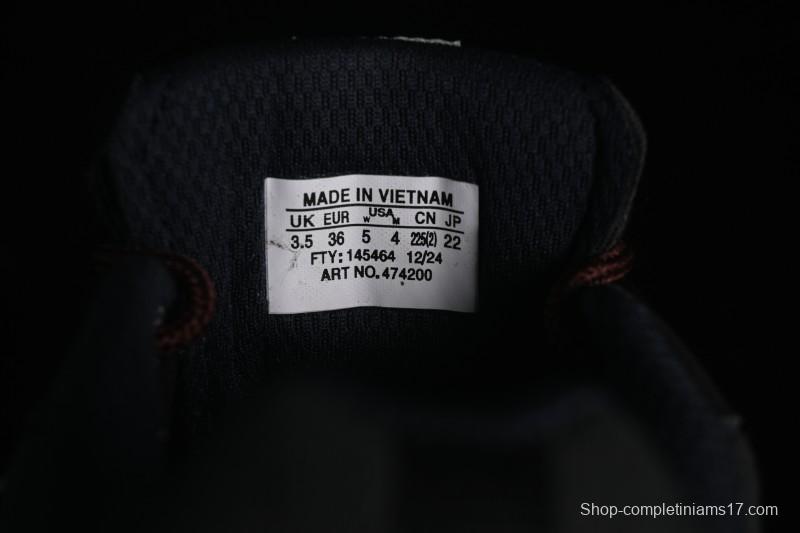 MADE IN VIETNAM
UK EUR W USA M CN JP
3.5 36 5 4 225(2) 22
FTY: 145464 12/24
ART NO. 474200
Shop-completiniams17.com